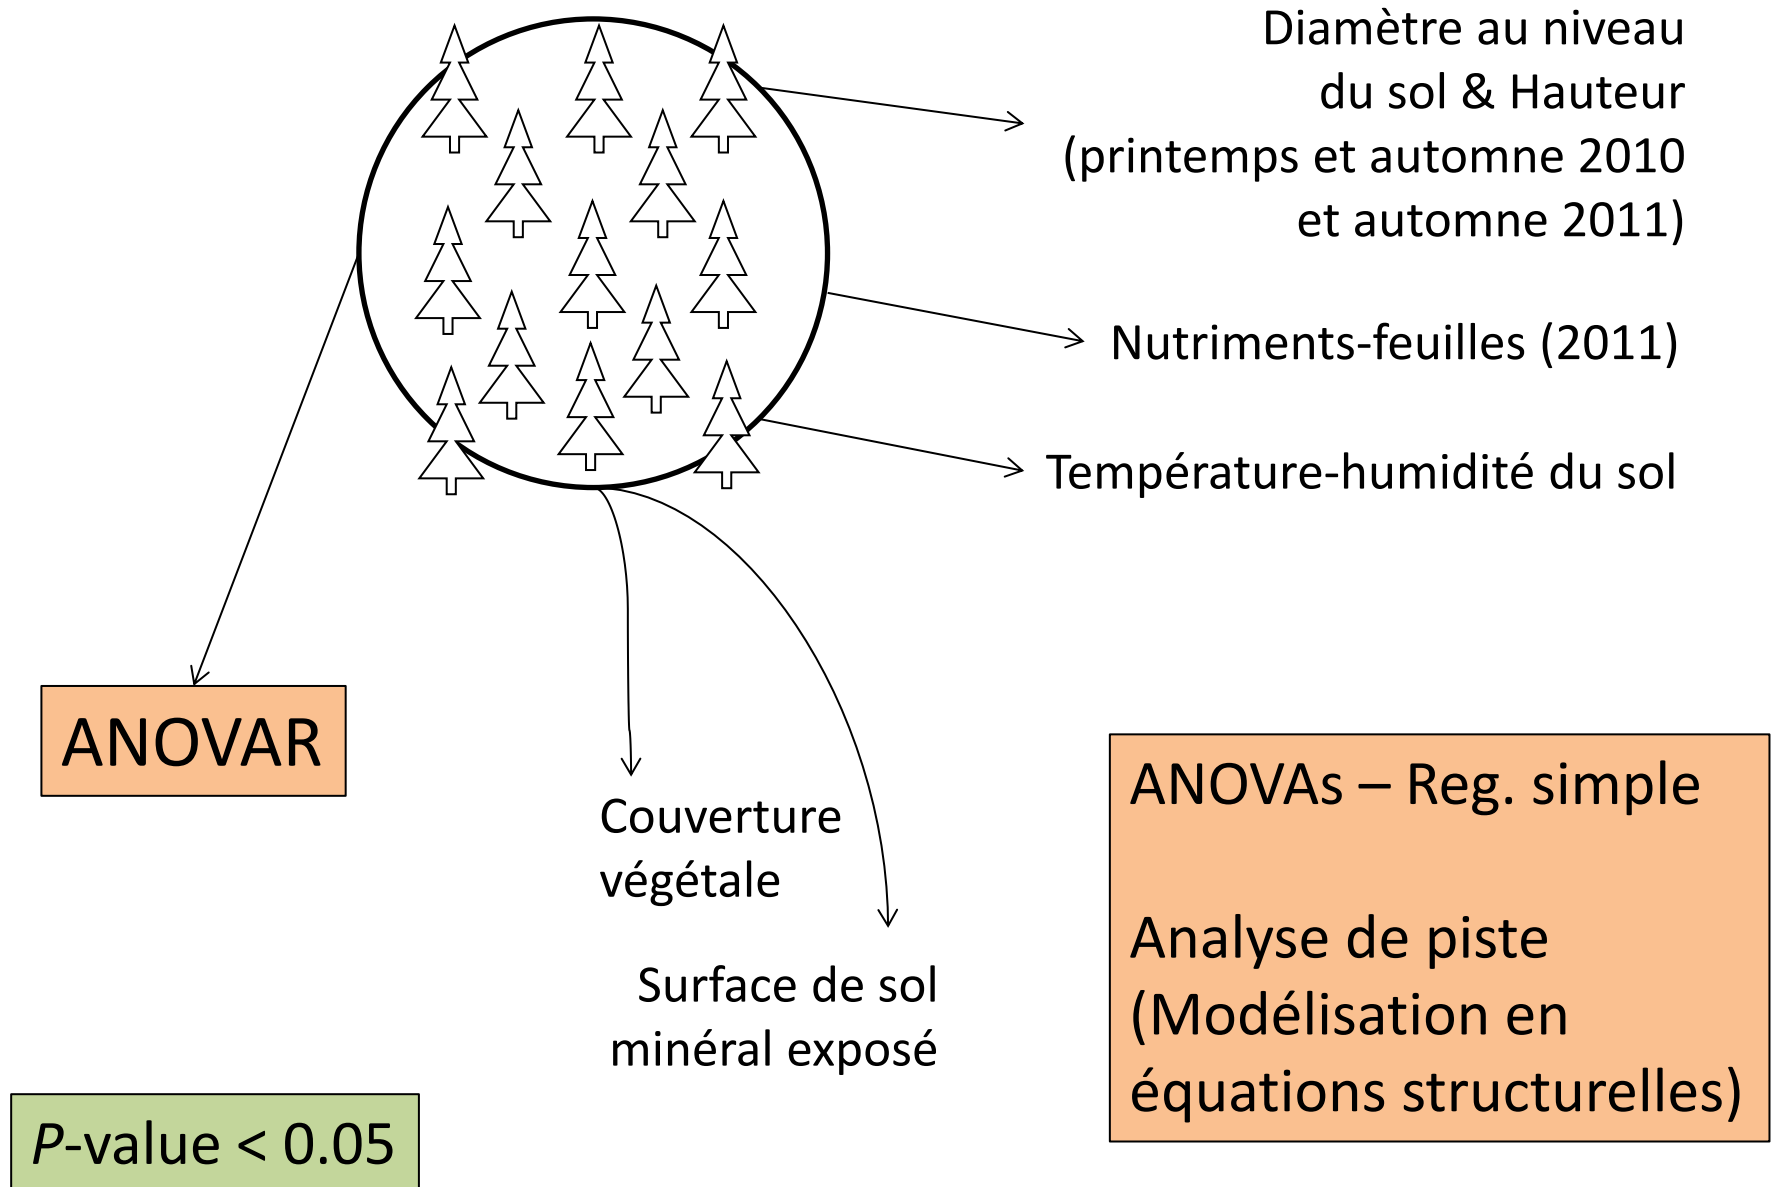 Diamètre au niveau
du sol & Hauteur
(printemps et automne 2010
et automne 2011)
Nutriments-feuilles (2011)
Température-humidité du sol
ANOVAR
Couverture
végétale
Surface de sol
minéral exposé
ANOVAs – Reg. simple
Analyse de piste
(Modélisation en
équations structurelles)
P-value < 0.05